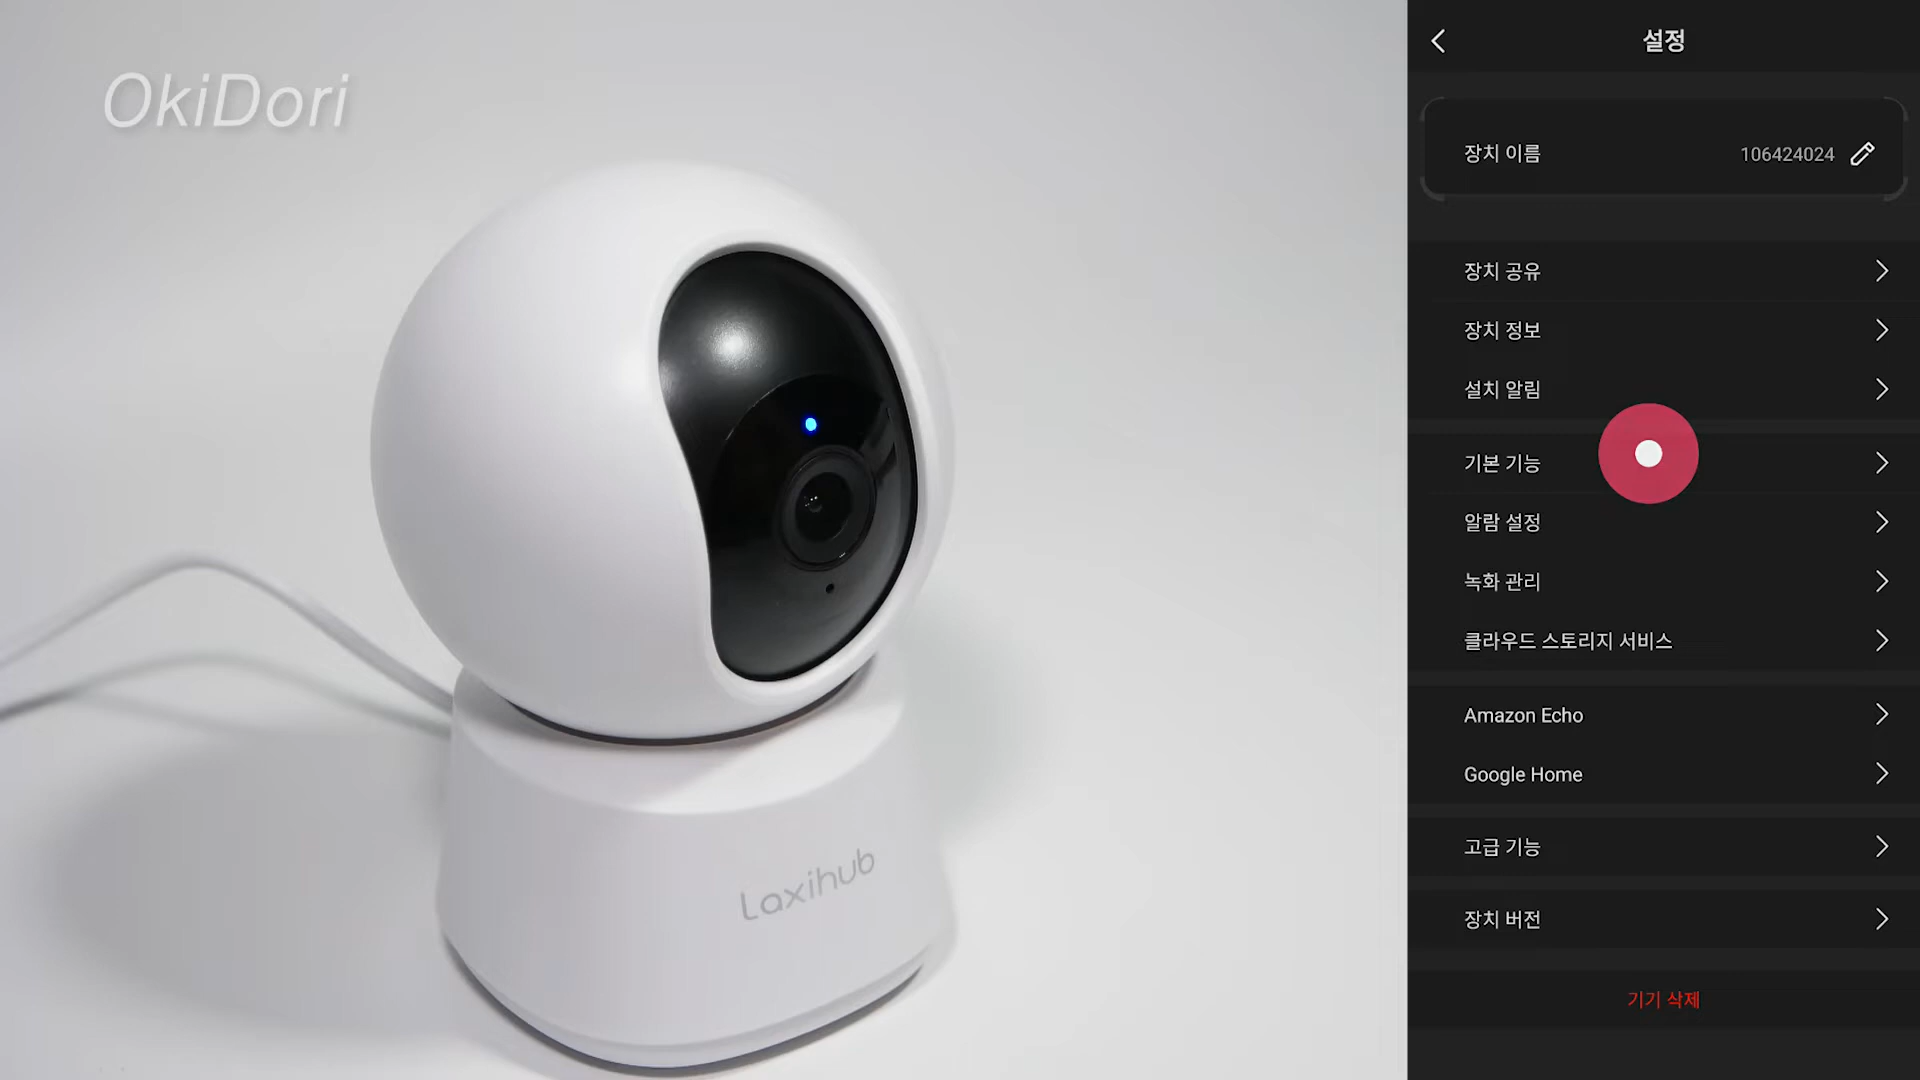 OkiDori
Laxihub
설정
장치 이름
106424024
장치 공유
장치 정보
설치 알림
기본 기능
알람 설정
녹화 관리
클라우드 스토리지 서비스
Amazon Echo
Google Home
고급 기능
장치 버전
기기 삭제